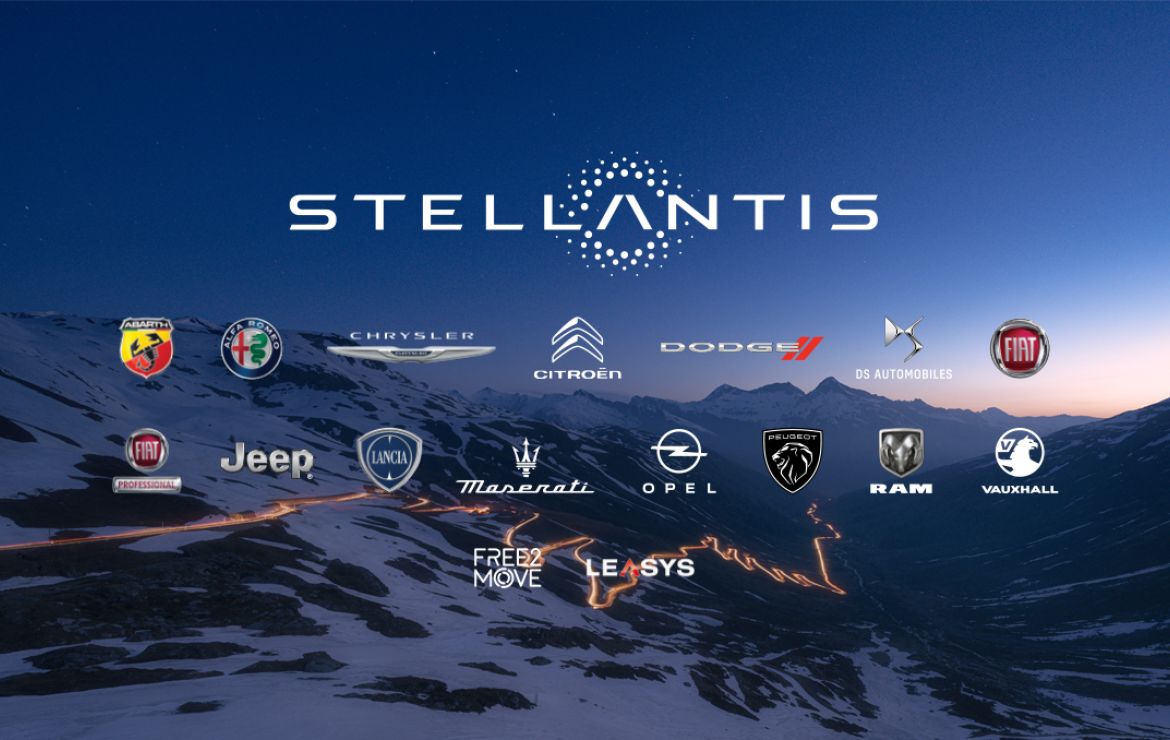 STELLANTIS
ABARTH
ALFA ROMEO
CHRYSLER
CHRYSLER
CITROËN
DODGE
DS AUTOMOBILES
FIAT
FIAT
PROFESSIONAL
Jeep
LANCIA
Maserati
OPEL
PEUGEOT
RAM
V
VAUXHALL
FREE2
MOVE
LEASYS